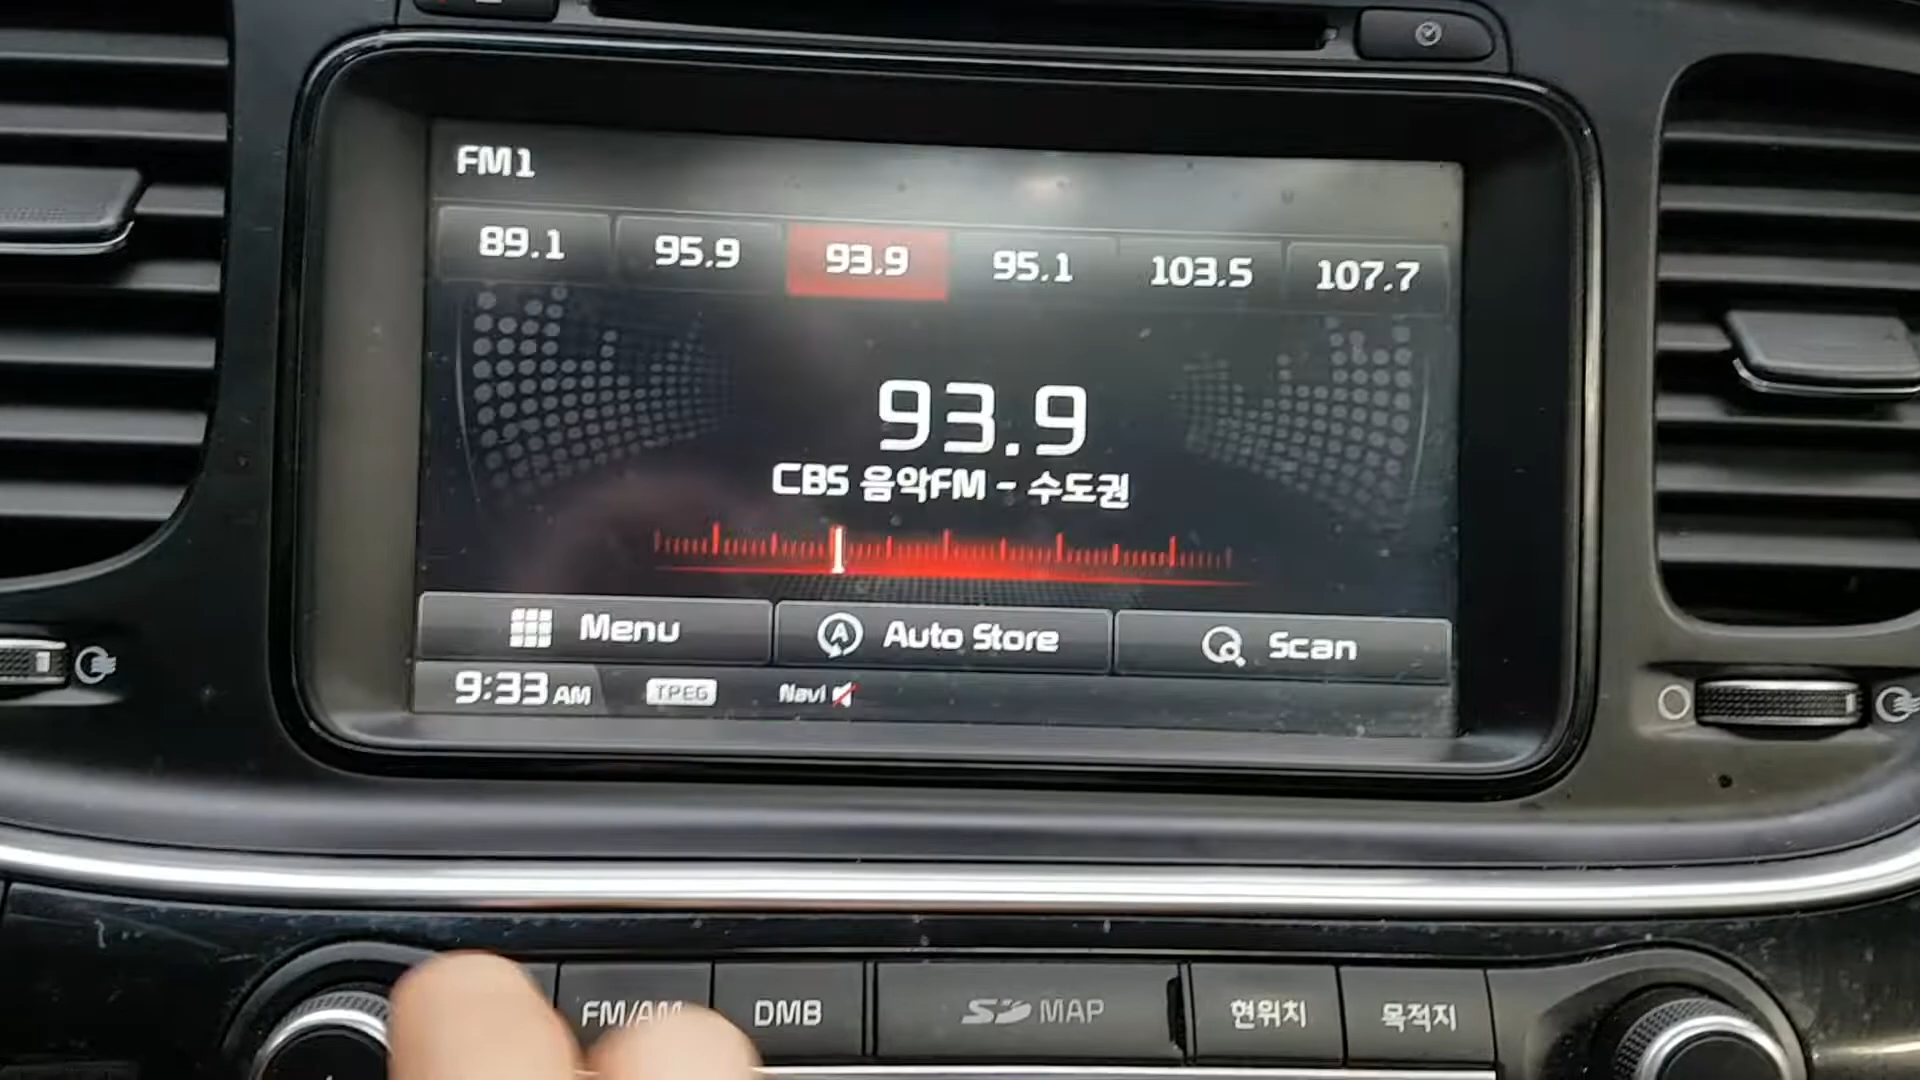 FM1
89.1 95.9 93.9 95.1 103.5 107.7
93.9
CBS 음악FM - 수도권
Menu Auto Store Scan
9:33 AM TPEG Navi
FM/AM DMB SD MAP 현위치 목적지